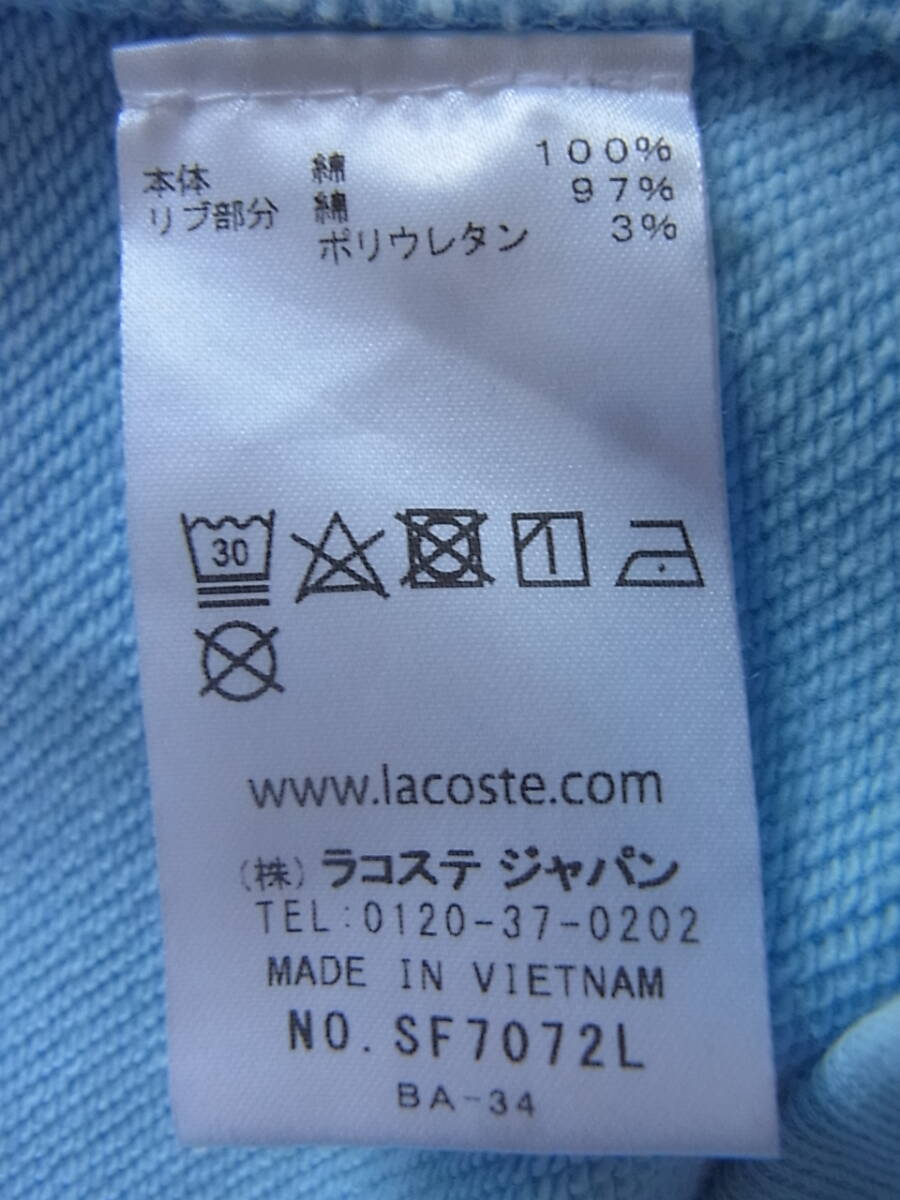 本体 綿 100%
リブ部分 綿 97%
ポリウレタン 3%
30
www.lacoste.com
(株) ラコステ ジャパン
TEL:0120-37-0202
MADE IN VIETNAM
NO. SF7072L
BA-34